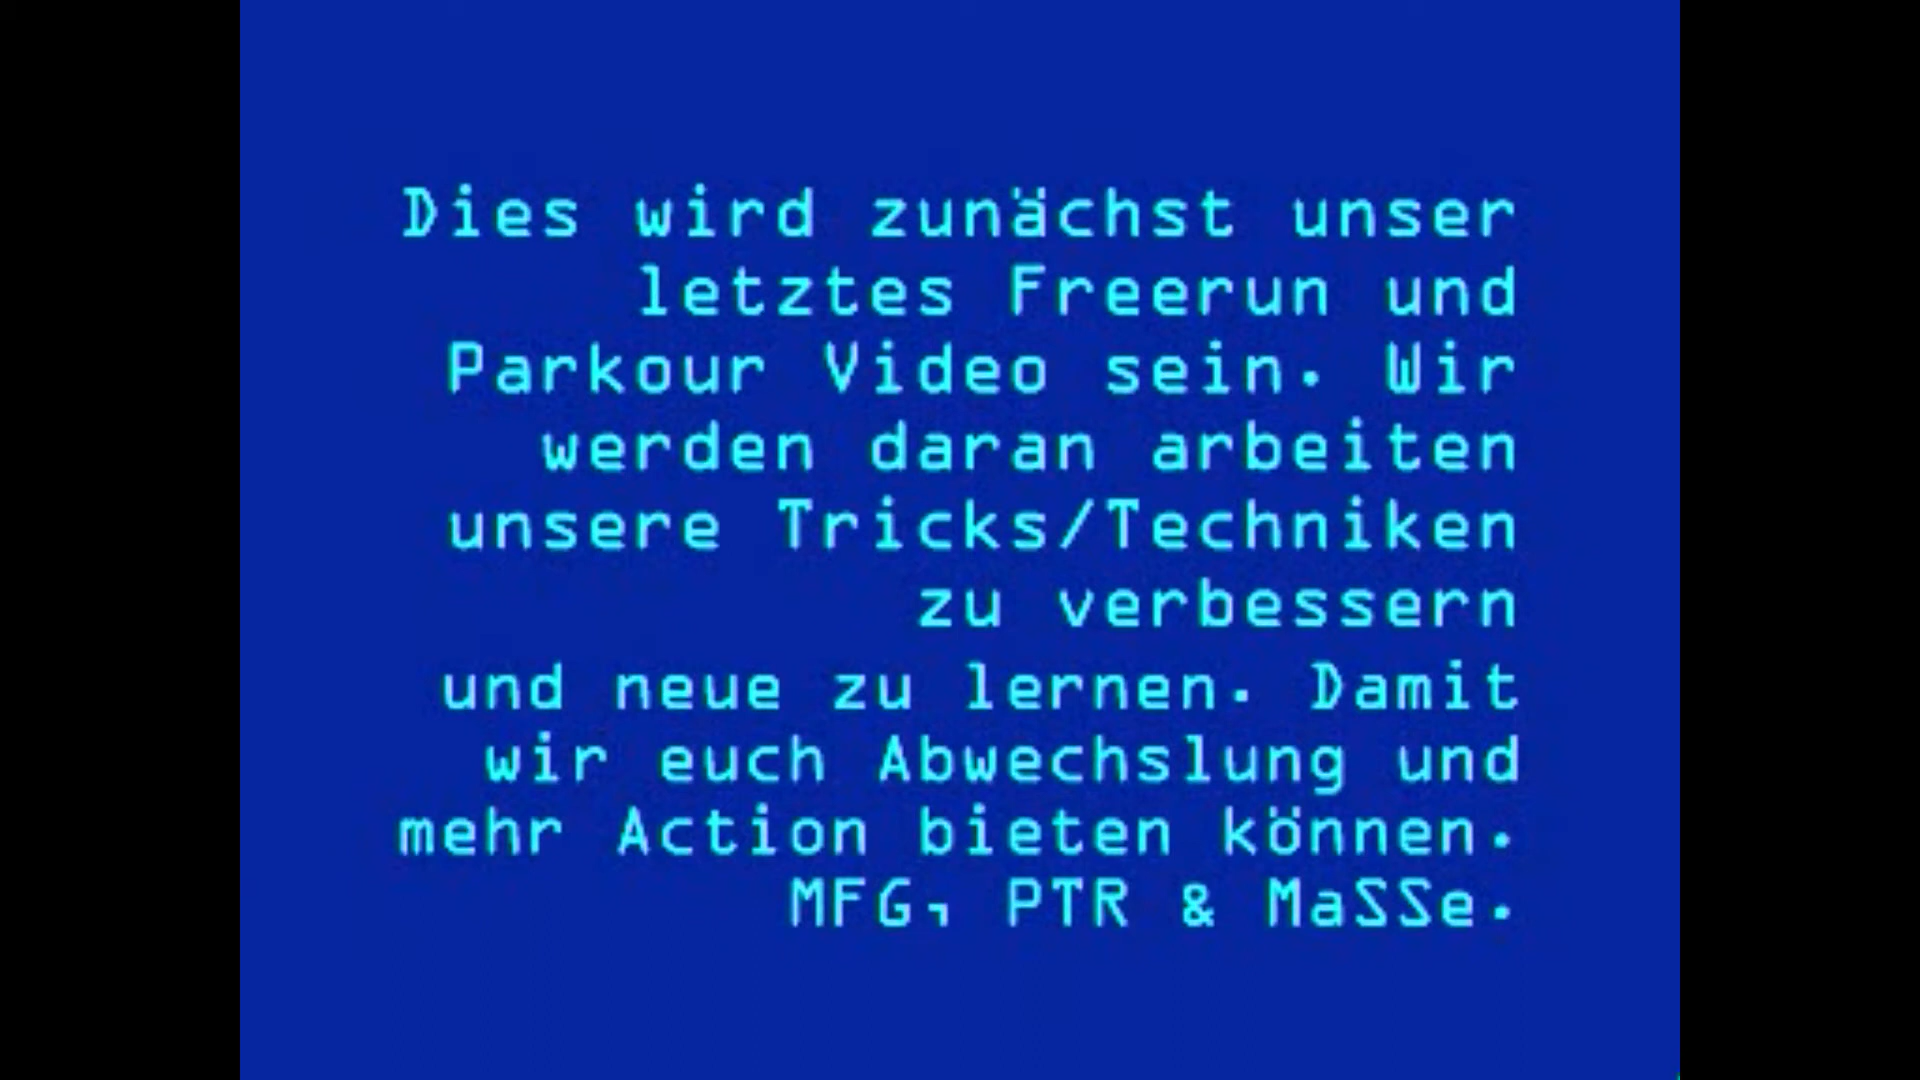 Dies wird zunächst unser
letztes Freerun und
Parkour Video sein. Wir
werden daran arbeiten
unsere Tricks/Techniken
zu verbessern
und neue zu lernen. Damit
wir euch Abwechslung und
mehr Action bieten können.
MFG, PTR & MaSSe.